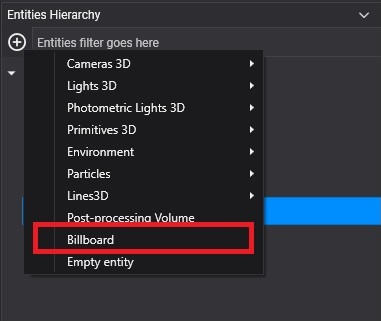 Entities Hierarchy
Entities filter goes here
Cameras 3D
Lights 3D
Photometric Lights 3D
Primitives 3D
Environment
Particles
Lines3D
Post-processing Volume
Billboard
Empty entity